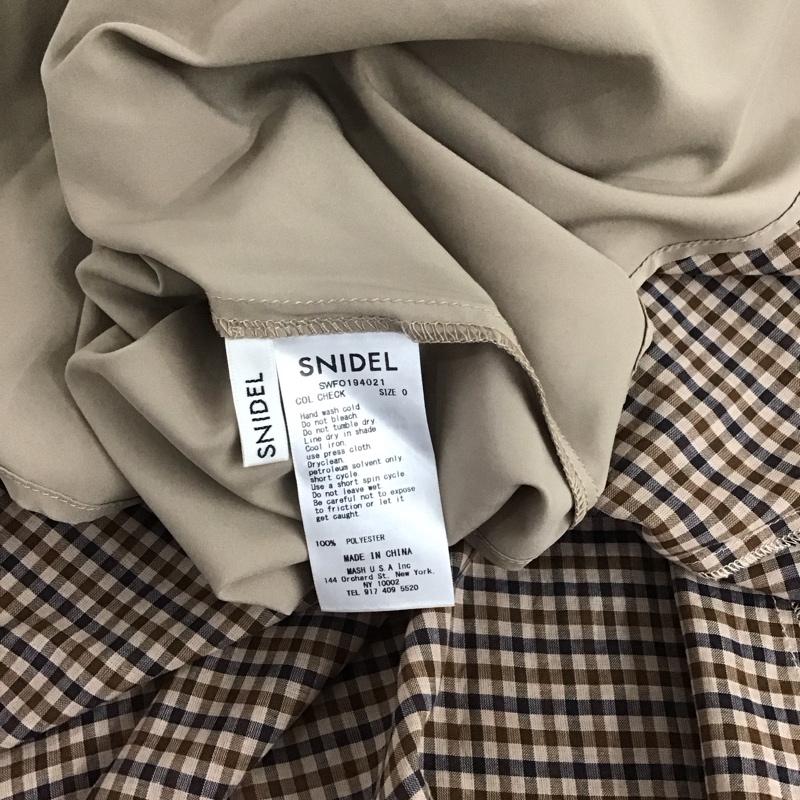 SNIDEL
SNIDEL
SWFO194021
COL CHECK SIZE 0
Hand wash cold
Do not bleach
Do not tumble dry
Line dry in shade
Cool iron.
use press cloth
Dryclean.
petroleum solvent only
short cycle.
Use a short spin cycle
Do not leave wet
Be careful not to expose
to friction or let it
get caught.
100% POLYESTER
MADE IN CHINA
MASH U S A Inc
144 Orchard St. New York.
NY 10002
TEL 917 409 5520